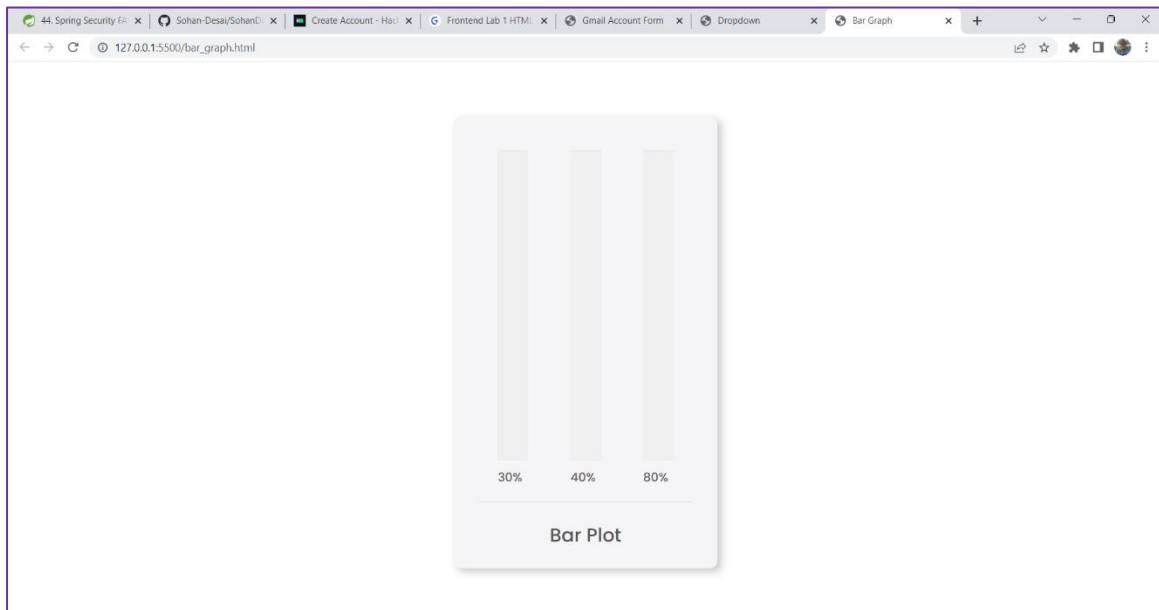 44. Spring Security fA
Sohan-Desai/SohanD
Create Account - Hac
Frontend Lab 1 HTML
Gmail Account Form
Dropdown
Bar Graph
127.0.0.1:5500/bar_graph.html
30% 40% 80%
Bar Plot